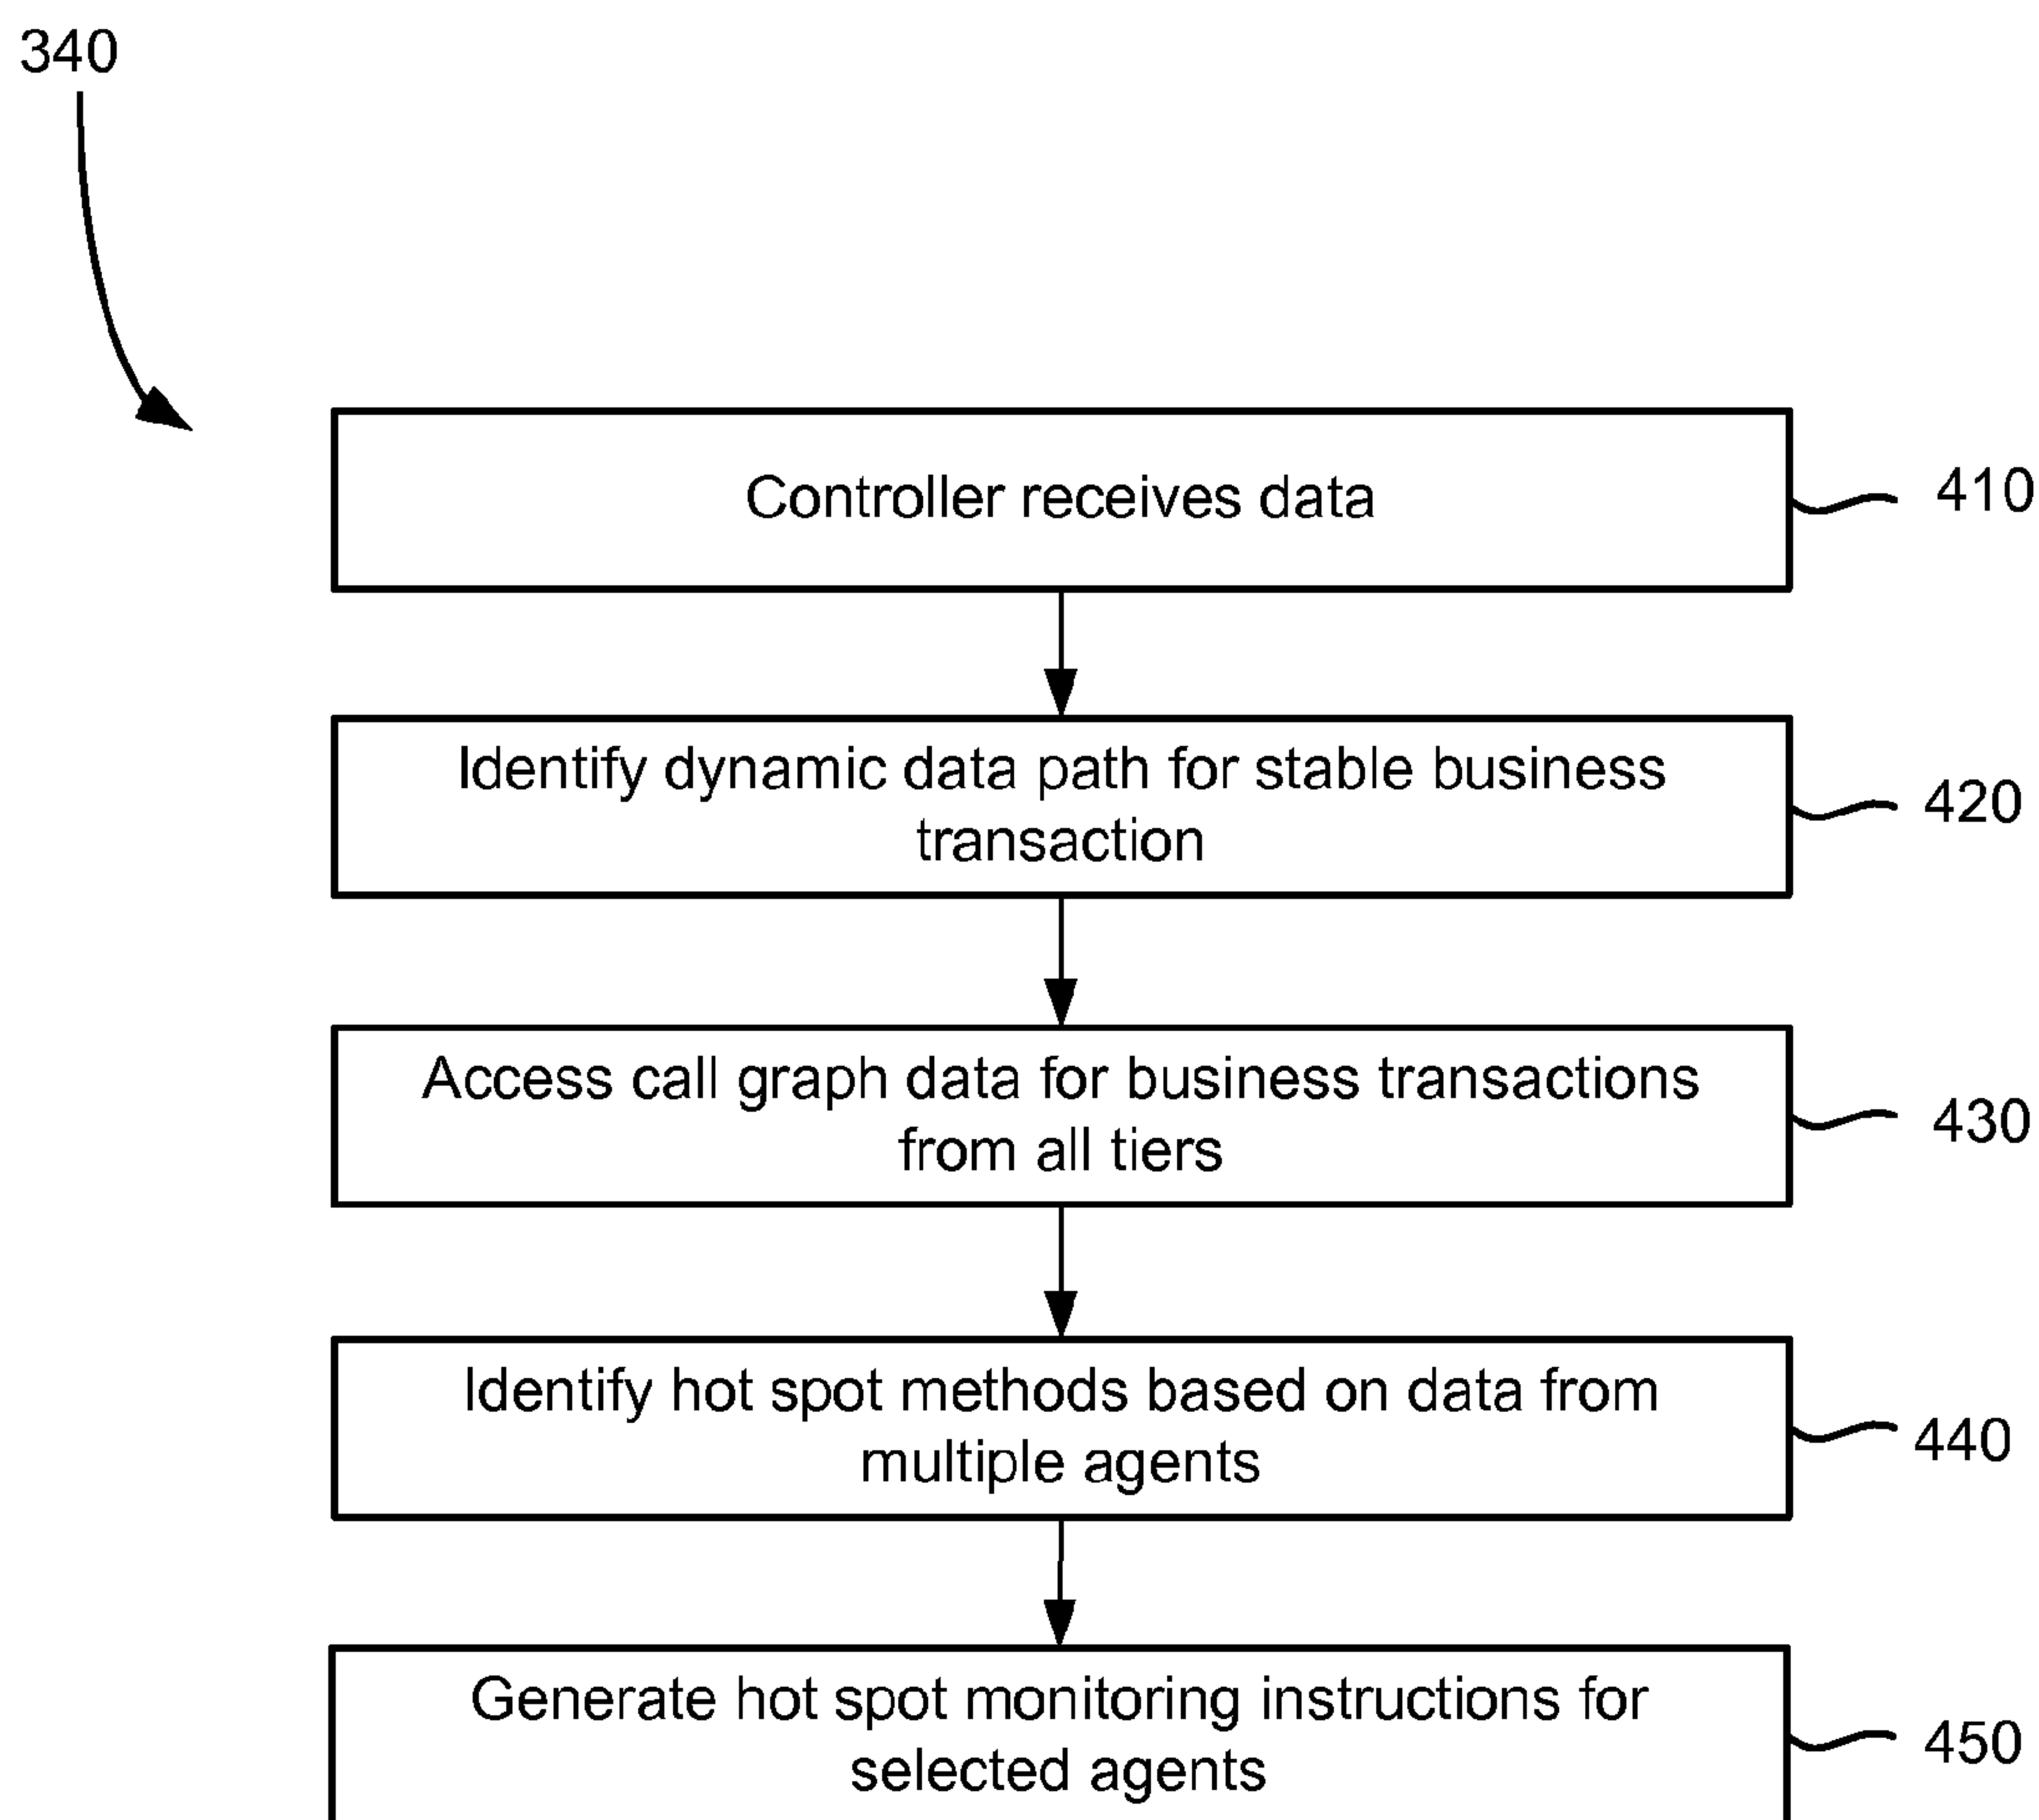 340
Controller receives data
410
Identify dynamic data path for stable business
transaction
420
Access call graph data for business transactions
from all tiers
430
Identify hot spot methods based on data from
multiple agents
440
Generate hot spot monitoring instructions for
selected agents
450